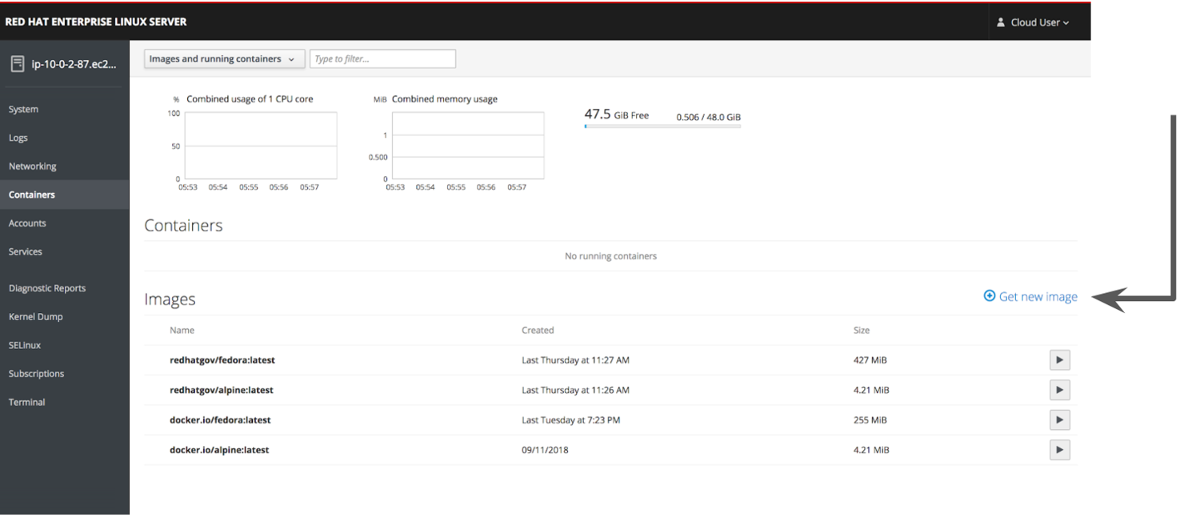 RED HAT ENTERPRISE LINUX SERVER
Cloud User
ip-10-0-2-87.ec2...
Images and running containers
Type to filter...
System
Logs
Networking
Containers
Accounts
Services
Diagnostic Reports
Kernel Dump
SELinux
Subscriptions
Terminal
% Combined usage of 1 CPU core
100
50
0
05:53 05:54 05:55 05:56 05:57
MiB Combined memory usage
1
0.500
0
05:53 05:54 05:55 05:56 05:57
47.5 GiB Free 0.506 / 48.0 GiB
Containers
No running containers
Images
Get new image
Name Created Size
redhatgov/fedora:latest Last Thursday at 11:27 AM 427 MiB
redhatgov/alpine:latest Last Thursday at 11:26 AM 4.21 MiB
docker.io/fedora:latest Last Tuesday at 7:23 PM 255 MiB
docker.io/alpine:latest 09/11/2018 4.21 MiB